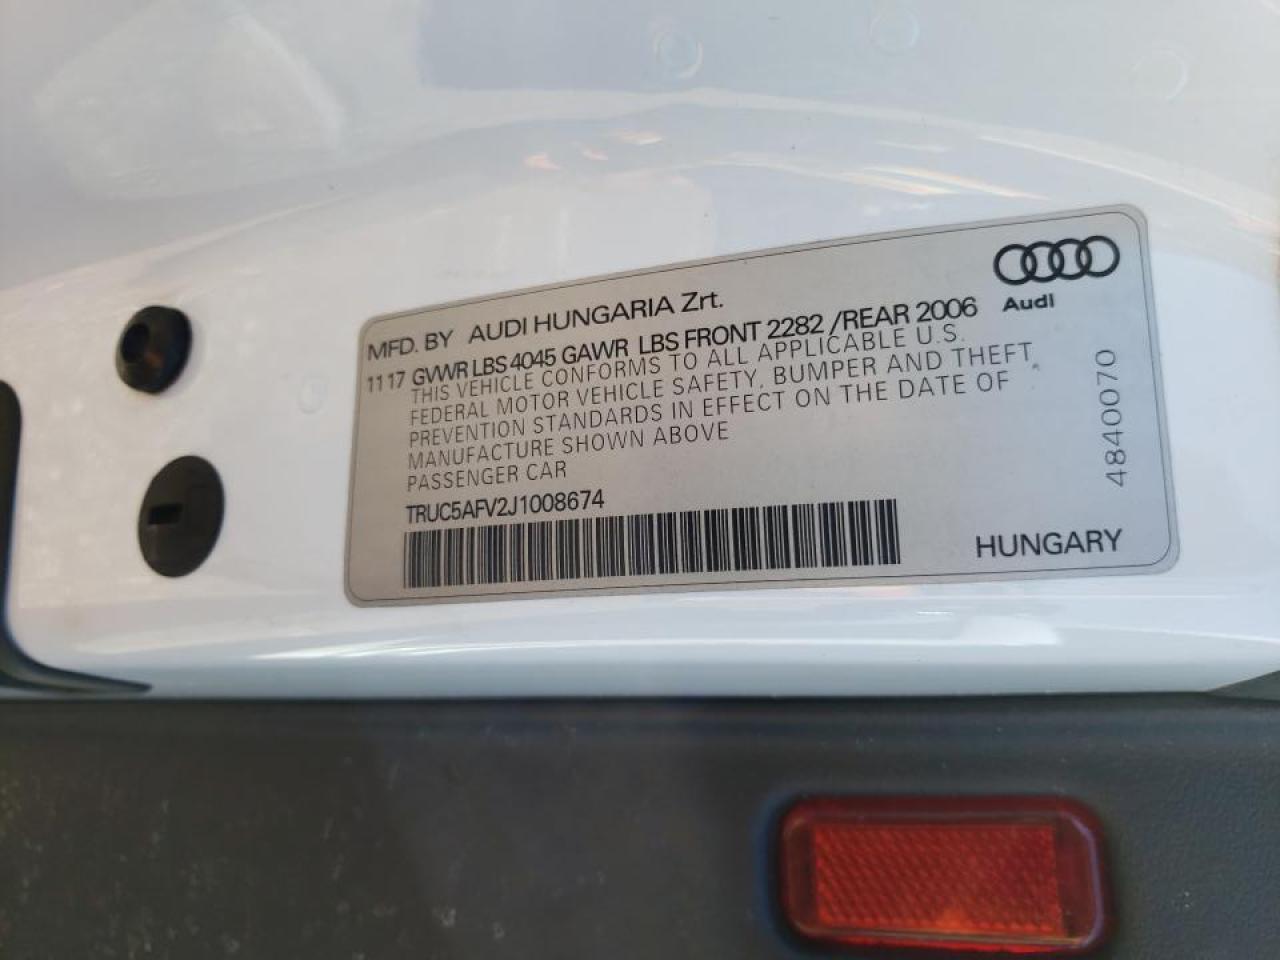 MFD. BY AUDI HUNGARIA Zrt.
11 17 GVWR LBS 4045 GAWR LBS FRONT 2282 /REAR 2006
THIS VEHICLE CONFORMS TO ALL APPLICABLE U.S.
FEDERAL MOTOR VEHICLE SAFETY, BUMPER AND THEFT
PREVENTION STANDARDS IN EFFECT ON THE DATE OF
MANUFACTURE SHOWN ABOVE
PASSENGER CAR
TRUC5AFV2J1008674
Audi
4840070
HUNGARY